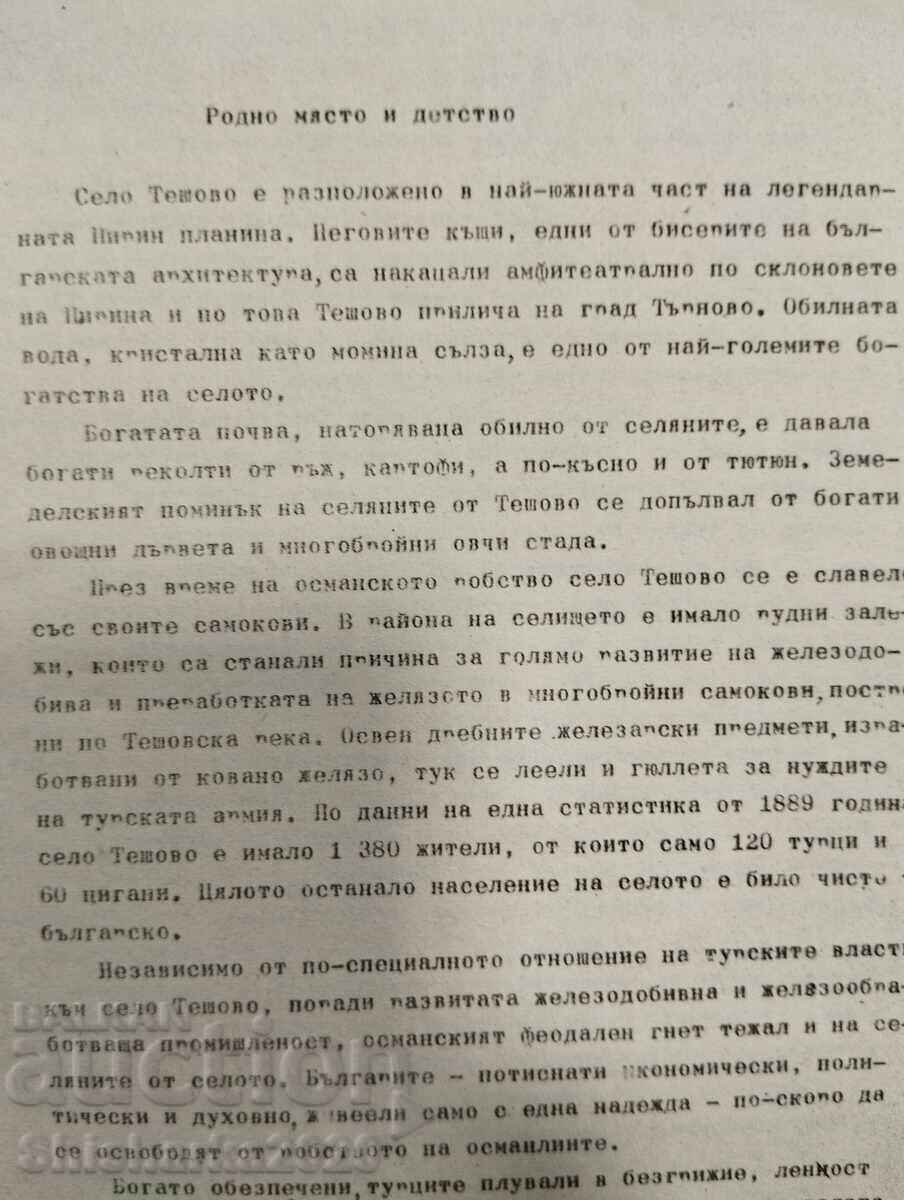 Родно място и детство
Село Тешово е разположено в най-южната част на легендар-
ната Пирин планина. Неговите къщи, едни от бисерите на бъл-
гарската архитектура, са накацали амфитеатрално по склоновете
на Пирина и по това Тешово прилича на град Търново. Обилната
вода, кристална като момина сълза, е едно от най-големите бо-
гатства на селото.
Богатата почва, наторявана обилно от селяните, е давала
богати реколти от ръж, картофи, а по-късно и от тютюн. Земе-
делският поминък на селяните от Тешово се допълвал от богати
овощни дървета и многобройни овчи стада.
През време на османското робство село Тешово се е славело
със своите самокови. В района на селището е имало рудни зале-
жи, които са станали причина за голямо развитие на железодо-
бива и преработката на желязото в многобройни самокови, постро
ни по Тешовска река. Освен дребните железарски предмети, изра-
ботвани от ковано желязо, тук се леели и гюллета за нуждите
на турската армия. По данни на една статистика от 1889 година
село Тешово е имало 1 380 жители, от които само 120 турци и
60 цигани. Цялото останало население на селото е било чисто
българско.
Независимо от по-специалното отношение на турските власти
към село Тешово, поради развитата железодобивна и желязообра-
ботваща промишленост, османският феодален гнет тежал и на се-
ляните от селото. Българите - потиснати икономически, поли-
тически и духовно, живеели само с една надежда - по-скоро да
се освободят от робството на османлиите.
Богато обезпечени, турците плували в безгрижие, леност
BALKAN
auction
Shieharka2020